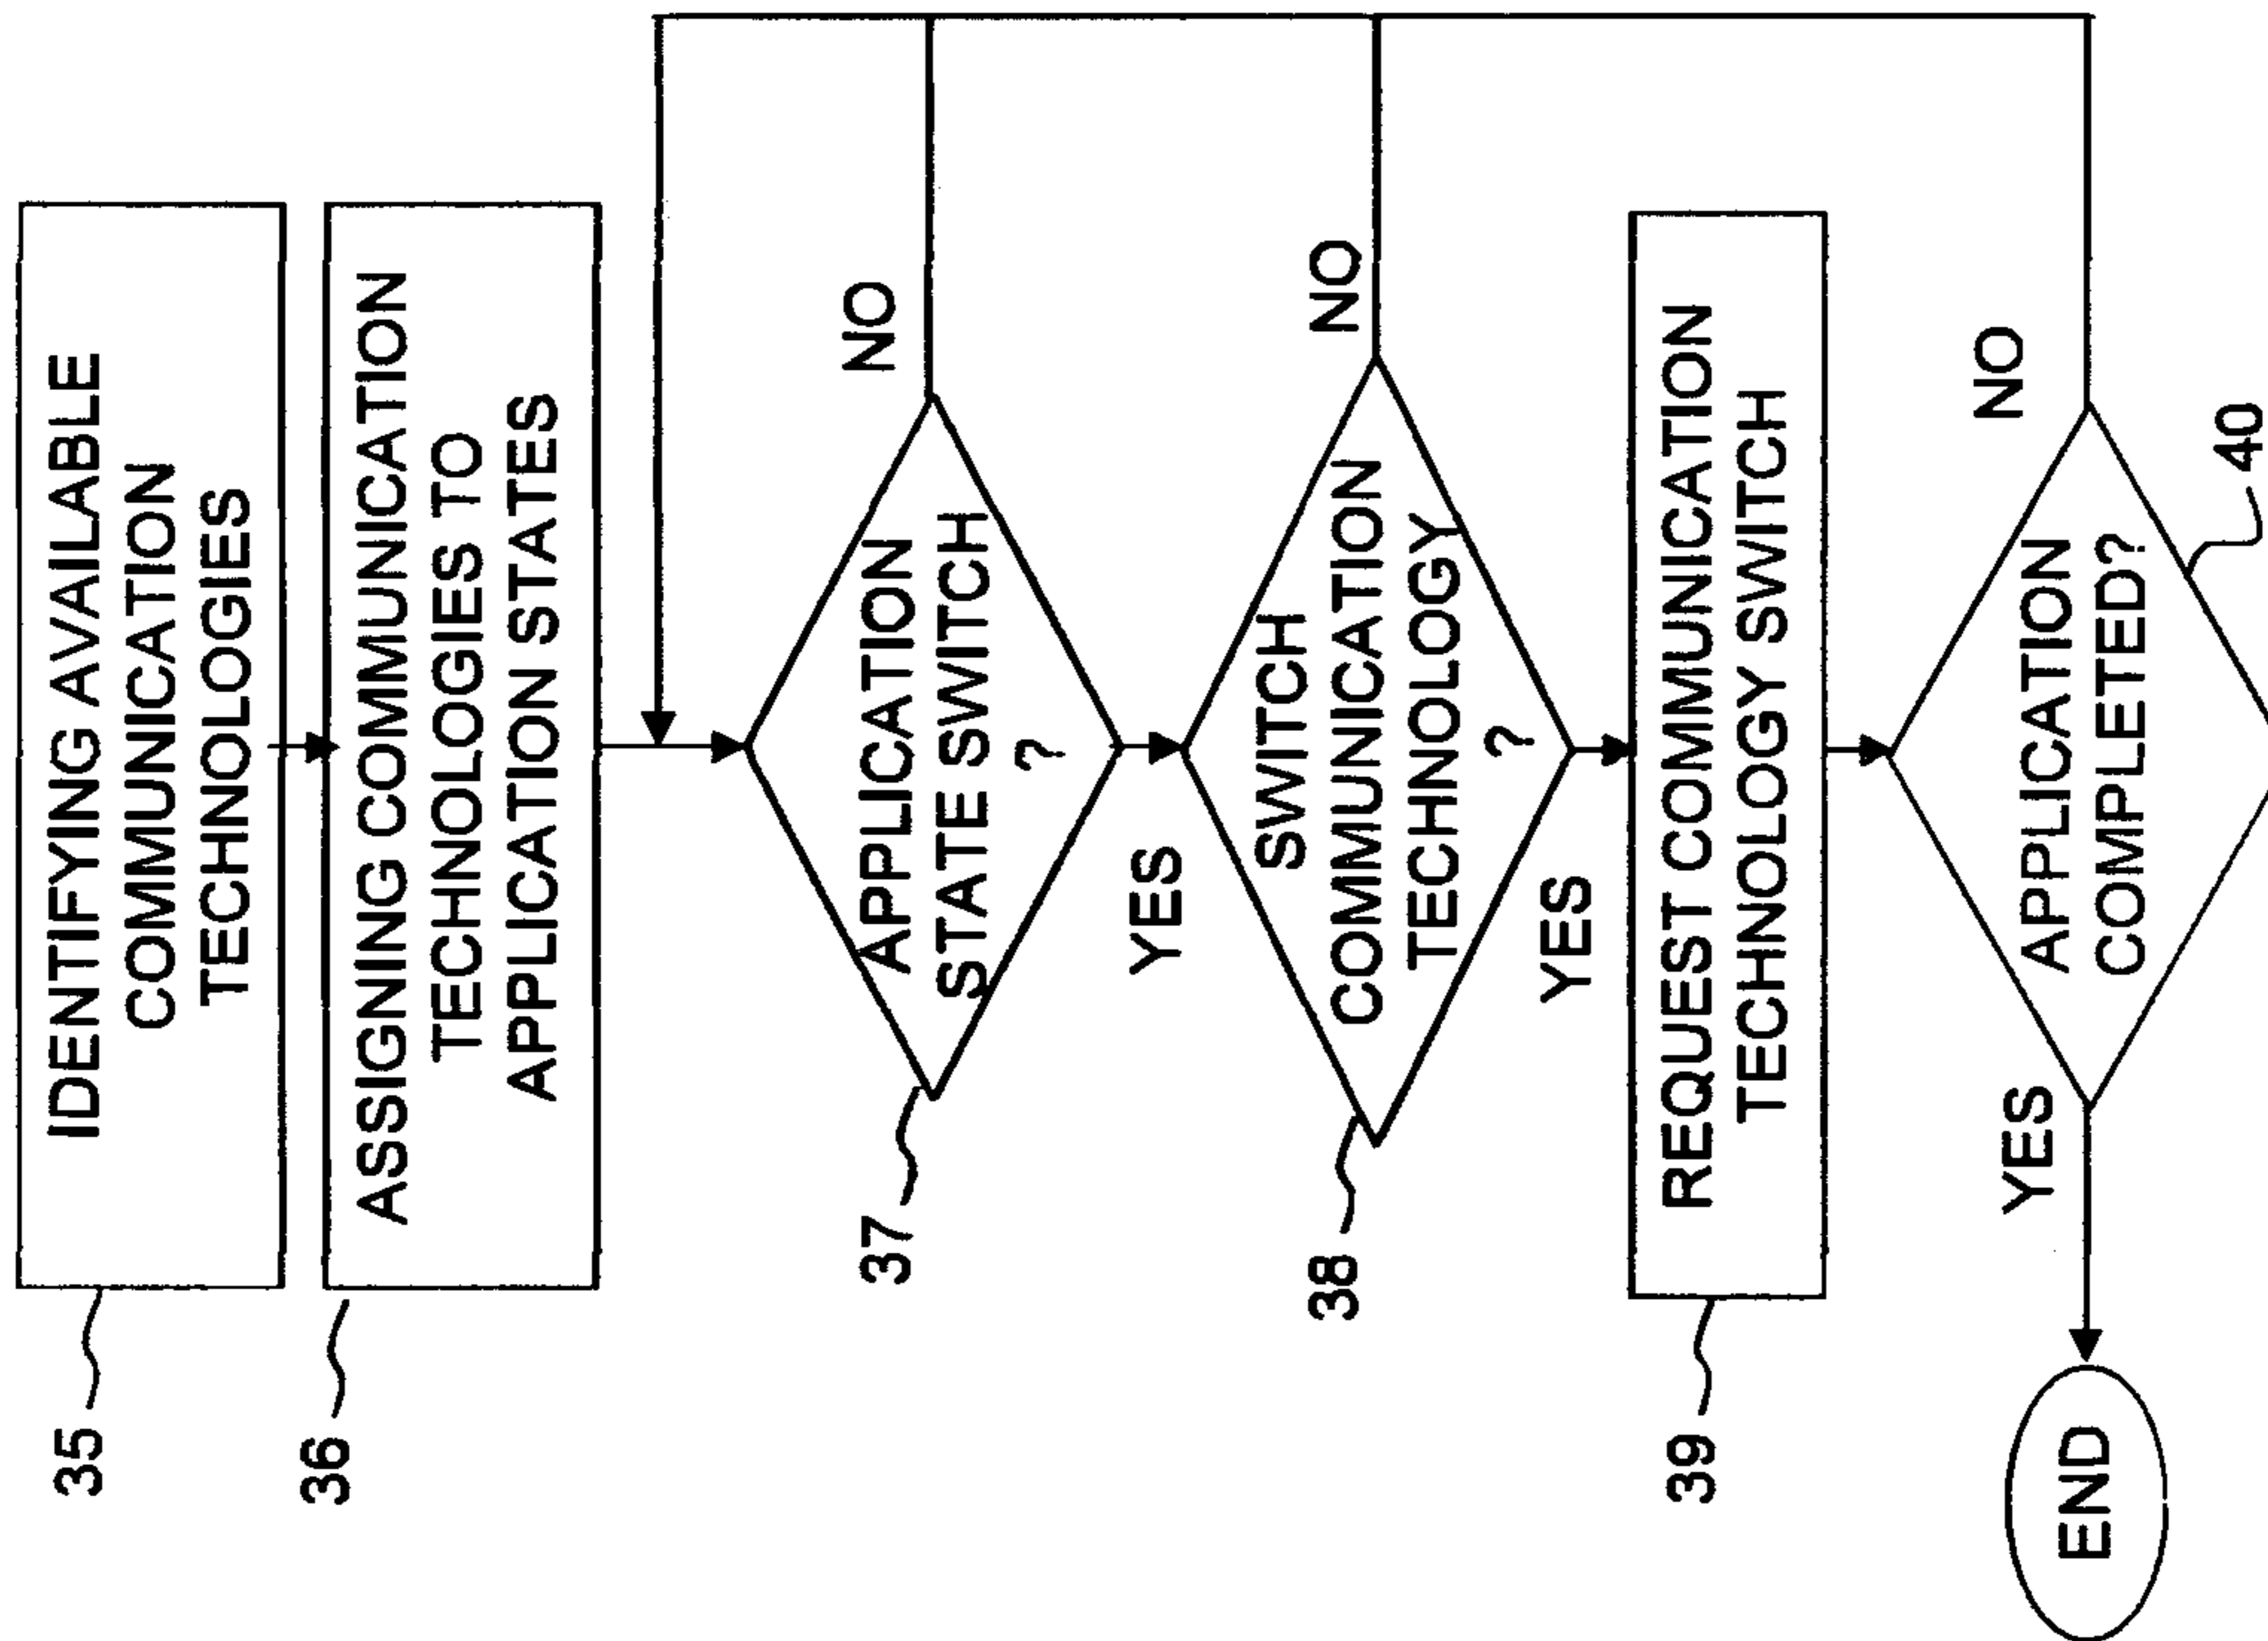 35
IDENTIFYING AVAILABLE
COMMUNICATION
TECHNOLOGIES
36
ASSIGNING COMMUNICATION
TECHNOLOGIES TO
APPLICATION STATES
37
APPLICATION
STATE SWITCH
?
NO
YES
38
SWITCH
COMMUNICATION
TECHNOLOGY
?
NO
YES
39
REQUEST COMMUNICATION
TECHNOLOGY SWITCH
YES
APPLICATION
COMPLETED?
NO
40
END